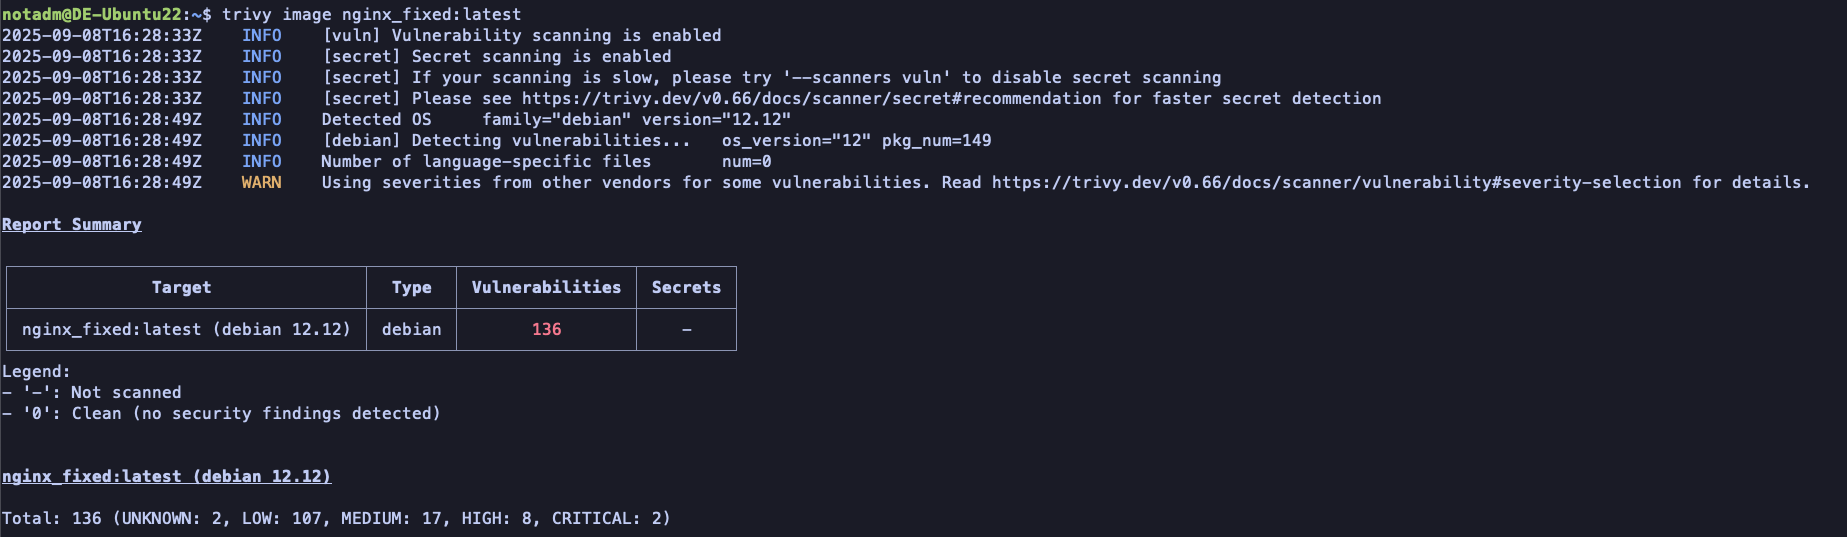 notadm@DE-Ubuntu22:~$ trivy image nginx_fixed:latest
2025-09-08T16:28:33Z    INFO    [vuln] Vulnerability scanning is enabled
2025-09-08T16:28:33Z    INFO    [secret] Secret scanning is enabled
2025-09-08T16:28:33Z    INFO    [secret] If your scanning is slow, please try '--scanners vuln' to disable secret scanning
2025-09-08T16:28:33Z    INFO    [secret] Please see https://trivy.dev/v0.66/docs/scanner/secret#recommendation for faster secret detection
2025-09-08T16:28:49Z    INFO    Detected OS     family="debian" version="12.12"
2025-09-08T16:28:49Z    INFO    [debian] Detecting vulnerabilities...   os_version="12" pkg_num=149
2025-09-08T16:28:49Z    INFO    Number of language-specific files       num=0
2025-09-08T16:28:49Z    WARN    Using severities from other vendors for some vulnerabilities. Read https://trivy.dev/v0.66/docs/scanner/vulnerability#severity-selection for details.
Report Summary
Target Type Vulnerabilities Secrets
nginx_fixed:latest (debian 12.12) debian 136 -
Legend:
- '-': Not scanned
- '0': Clean (no security findings detected)
nginx_fixed:latest (debian 12.12)
Total: 136 (UNKNOWN: 2, LOW: 107, MEDIUM: 17, HIGH: 8, CRITICAL: 2)